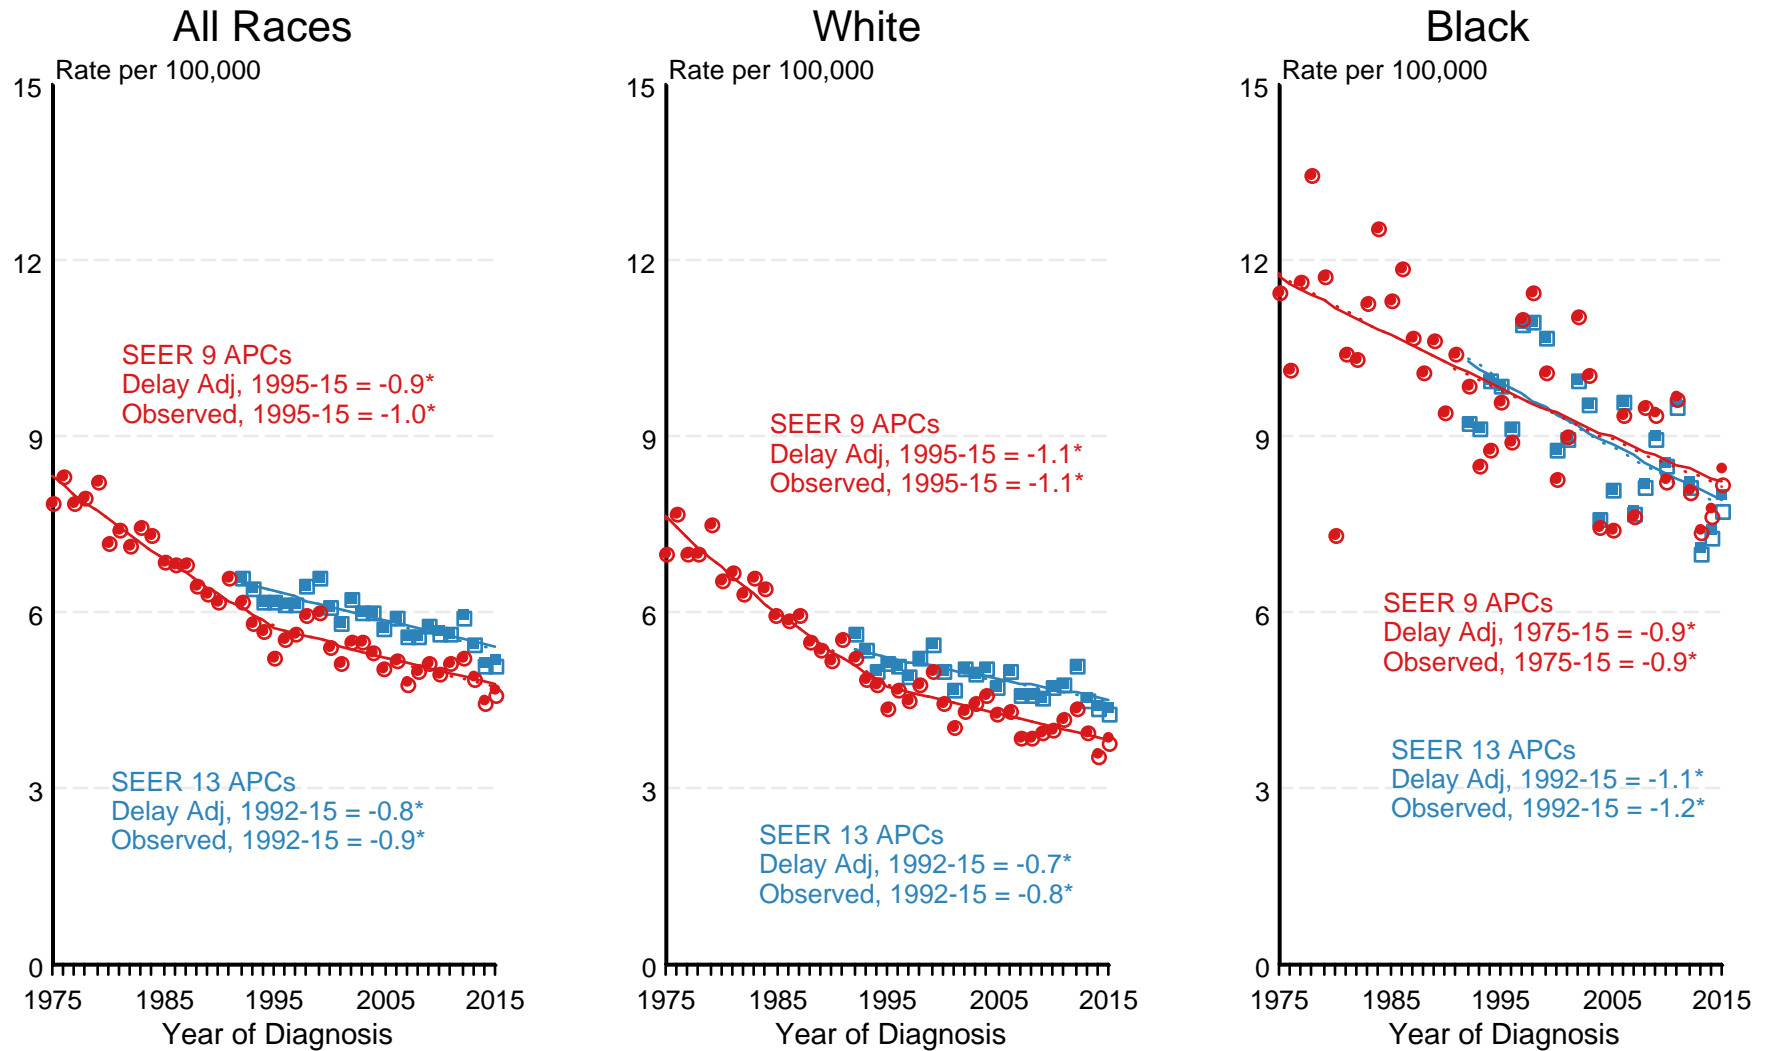 All Races
Rate per 100,000
15
12
9
6
3
0
SEER 9 APCs
Delay Adj, 1995-15 = -0.9*
Observed, 1995-15 = -1.0*
SEER 13 APCs
Delay Adj, 1992-15 = -0.8*
Observed, 1992-15 = -0.9*
1975 1985 1995 2005 2015
Year of Diagnosis
White
Rate per 100,000
15
12
9
6
3
0
SEER 9 APCs
Delay Adj, 1995-15 = -1.1*
Observed, 1995-15 = -1.1*
SEER 13 APCs
Delay Adj, 1992-15 = -0.7*
Observed, 1992-15 = -0.8*
1975 1985 1995 2005 2015
Year of Diagnosis
Black
Rate per 100,000
15
12
9
6
3
0
SEER 9 APCs
Delay Adj, 1975-15 = -0.9*
Observed, 1975-15 = -0.9*
SEER 13 APCs
Delay Adj, 1992-15 = -1.1*
Observed, 1992-15 = -1.2*
1975 1985 1995 2005 2015
Year of Diagnosis